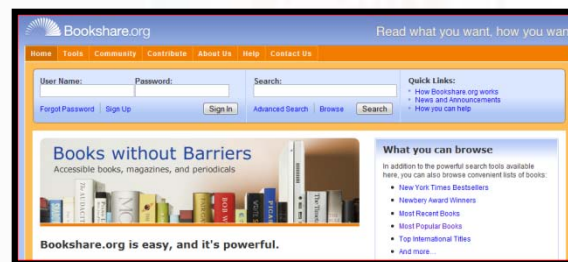 Bookshare.org
Read what you want, how you wan
Home Tools Community Contribute About Us Help Contact Us
User Name: Password:
Forgot Password Sign Up Sign In
Search:
Advanced Search Browse Search
Quick Links:
How Bookshare.org works
News and Announcements
How you can help
Books without Barriers
Accessible books, magazines, and periodicals
BOB W
PICA
Bookshare.org is easy, and it's powerful.
What you can browse
In addition to the powerful search tools available
here, you can also browse convenient lists of books:
New York Times Bestsellers
Newbery Award Winners
Most Recent Books
Most Popular Books
Top International Titles
And more...